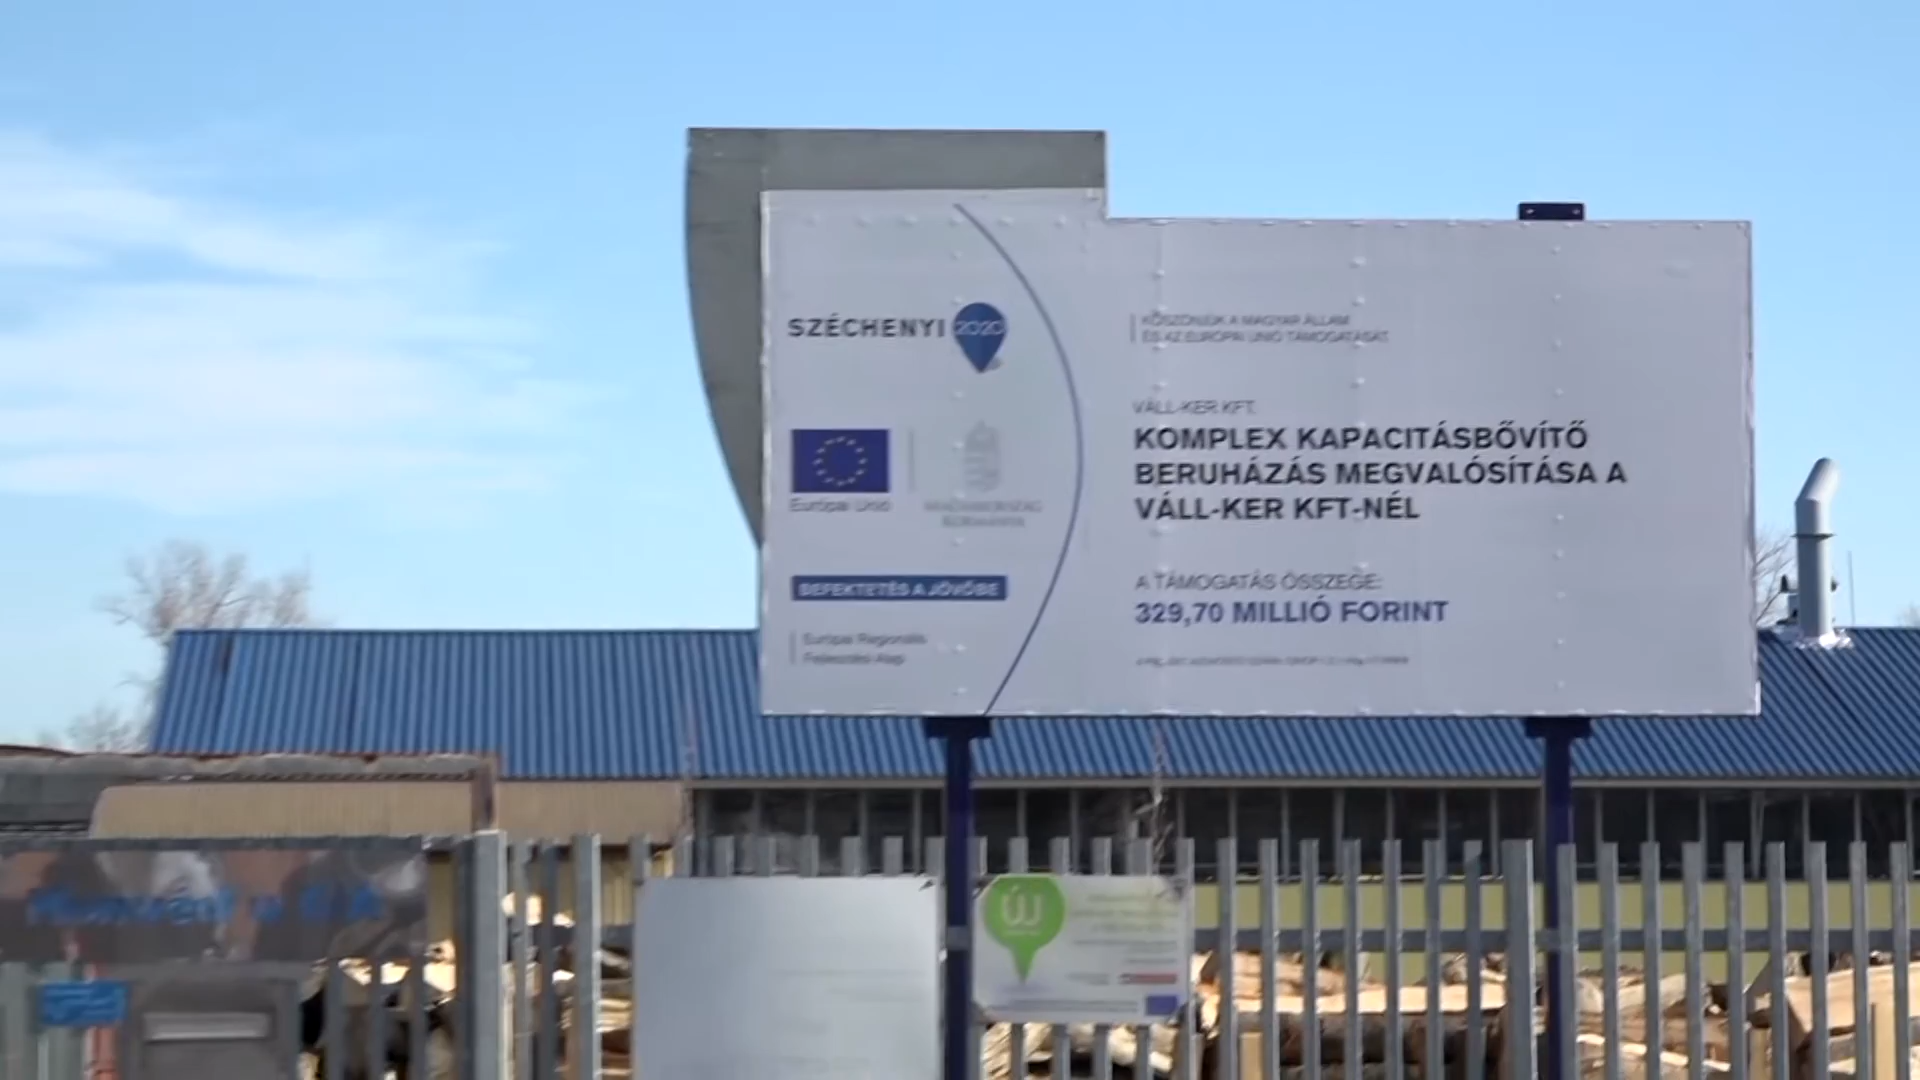 SZÉCHENYI 2020
Európai Unió
MAGYARORSZÁG
KORMÁNYA
BEFEKTETÉS A JÖVŐBE
Európai Regionális
Fejlesztési Alap
KÖSZÖNJÜK A MAGYAR ÁLLAM
ÉS AZ EURÓPAI UNIÓ TÁMOGATÁSÁT
VÁLL-KER KFT.
KOMPLEX KAPACITÁSBŐVÍTŐ
BERUHÁZÁS MEGVALÓSÍTÁSA A
VÁLL-KER KFT-NÉL
A TÁMOGATÁS ÖSSZEGE:
329,70 MILLIÓ FORINT
ÚJ